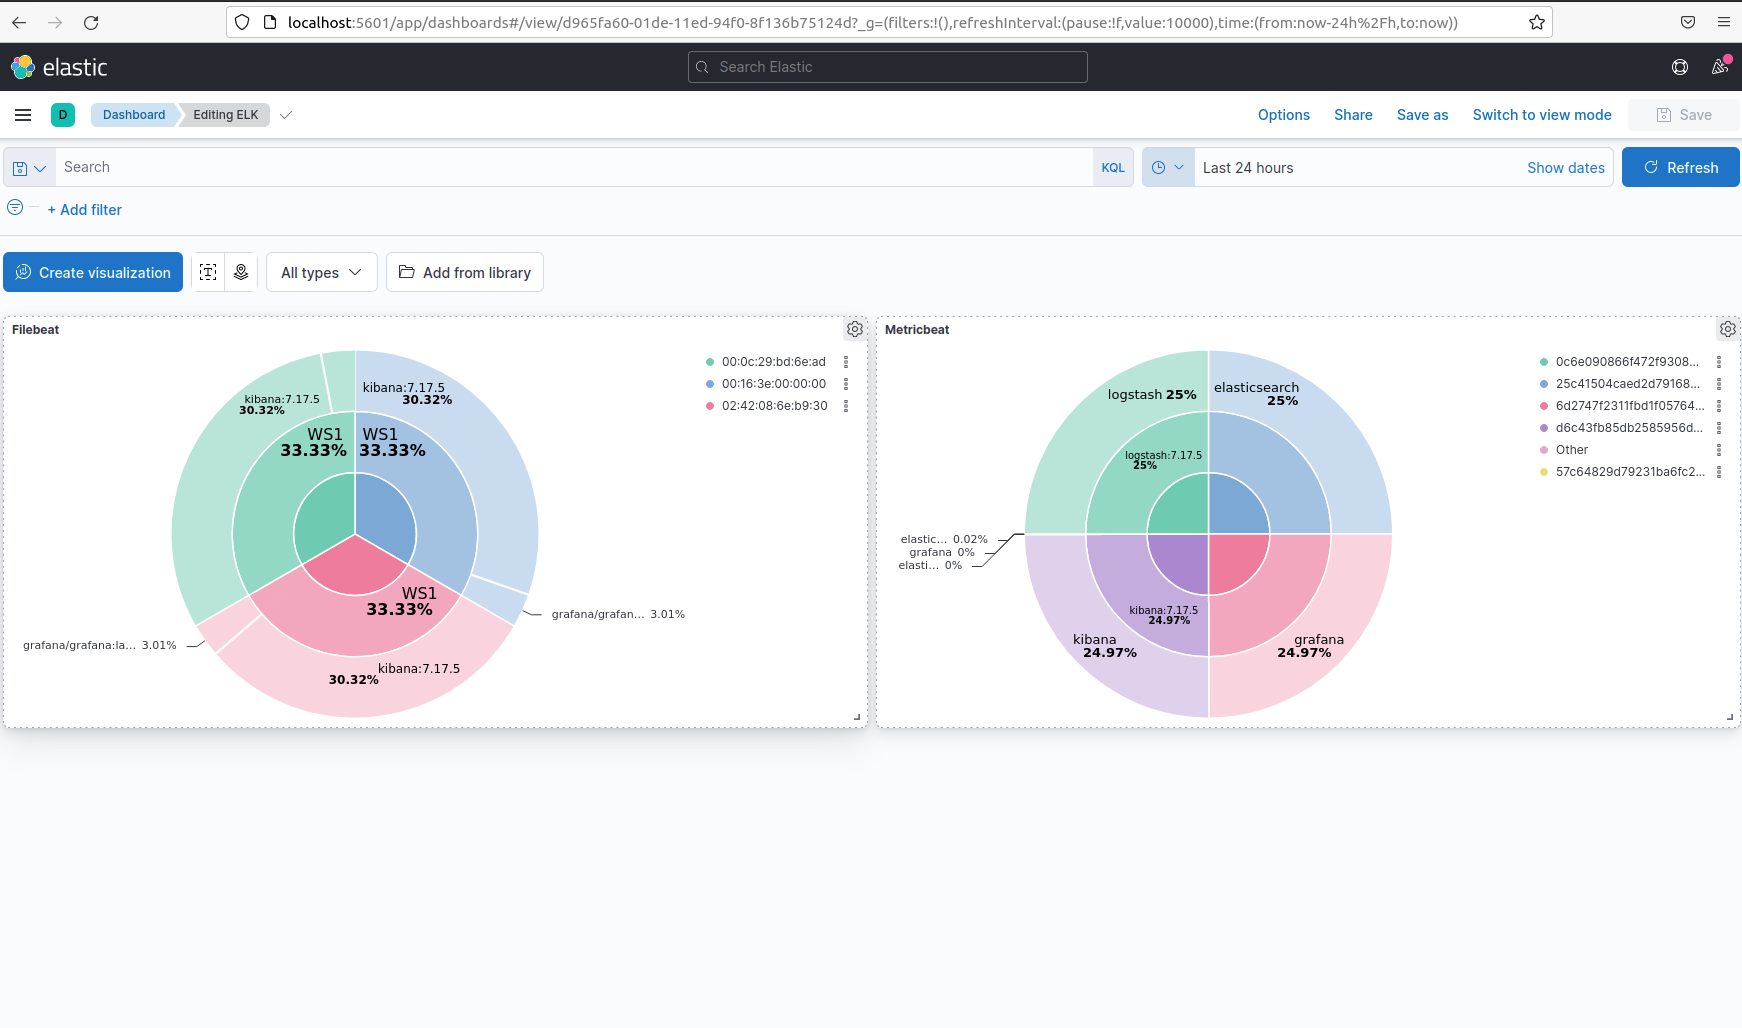 localhost:5601/app/dashboards#/view/d965fa60-01de-11ed-94f0-8f136b75124d?_g=(filters:!(),refreshInterval:(pause:!f,value:10000),time:(from:now-24h%2Fh,to:now))
elastic
Search Elastic
D
Dashboard
Editing ELK
Options
Share
Save as
Switch to view mode
Save
Search
KQL
Last 24 hours
Show dates
Refresh
+ Add filter
Create visualization
T
All types
Add from library
Filebeat
00:0c:29:bd:6e:ad
00:16:3e:00:00:00
02:42:08:6e:b9:30
kibana:7.17.5
30.32%
kibana:7.17.5
30.32%
WS1
33.33%
WS1
33.33%
WS1
33.33%
grafana/grafan... 3.01%
grafana/grafana:la... 3.01%
kibana:7.17.5
30.32%
Metricbeat
0c6e090866f472f9308...
25c41504caed2d79168...
6d2747f2311fbd1f05764...
d6c43fb85db2585956d...
Other
57c64829d79231ba6fc2...
logstash 25%
elasticsearch
25%
logstash:7.17.5
25%
elastic... 0.02%
grafana 0%
elasti... 0%
kibana:7.17.5
24.97%
kibana
24.97%
grafana
24.97%